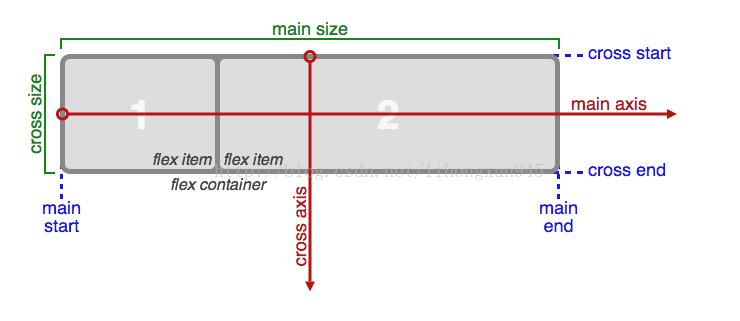 main size
cross start
cross size
1
2
main axis
flex item
flex item
http://blog.csdn.net/lihongxun945
cross end
flex container
main
start
cross axis
main
end